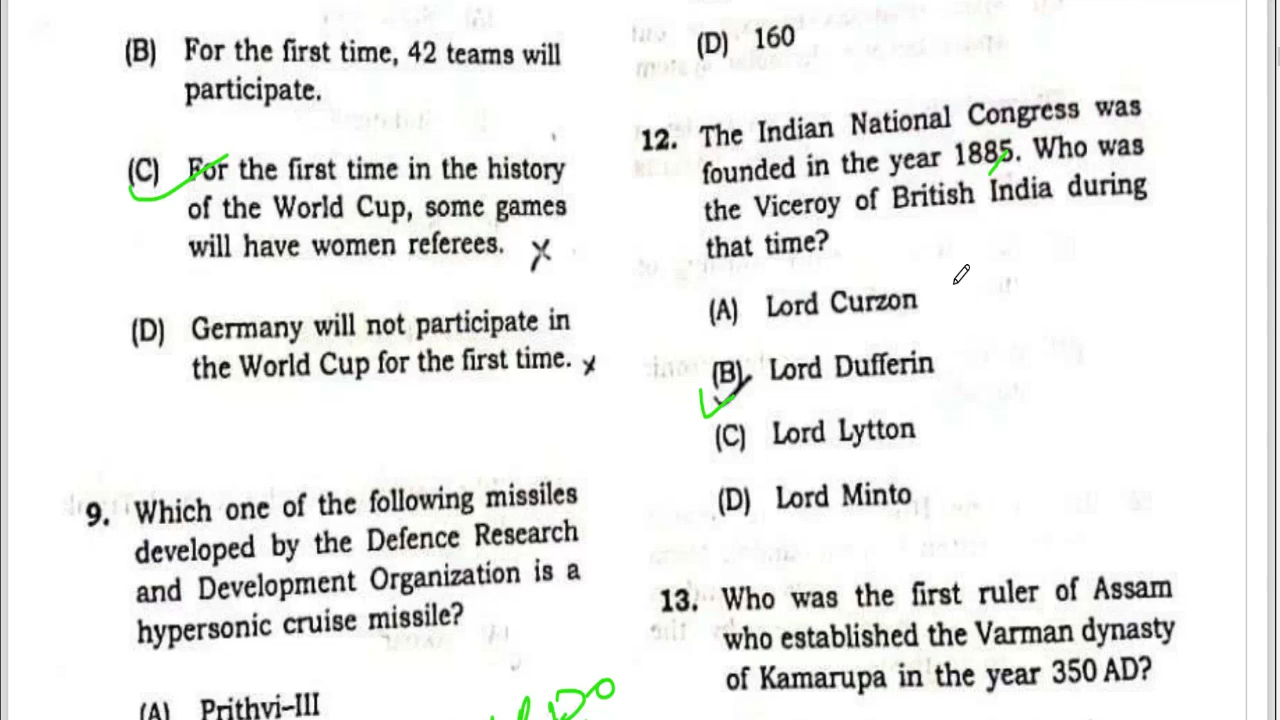 (B) For the first time, 42 teams will
participate.
(C) For the first time in the history
of the World Cup, some games
will have women referees.
(D) Germany will not participate in
the World Cup for the first time.
9. Which one of the following missiles
developed by the Defence Research
and Development Organization is a
hypersonic cruise missile?
(A) Prithvi-III
(D) 160
12. The Indian National Congress was
founded in the year 1885. Who was
the Viceroy of British India during
that time?
(A) Lord Curzon
(B) Lord Dufferin
(C) Lord Lytton
(D) Lord Minto
13. Who was the first ruler of Assam
who established the Varman dynasty
of Kamarupa in the year 350 AD?